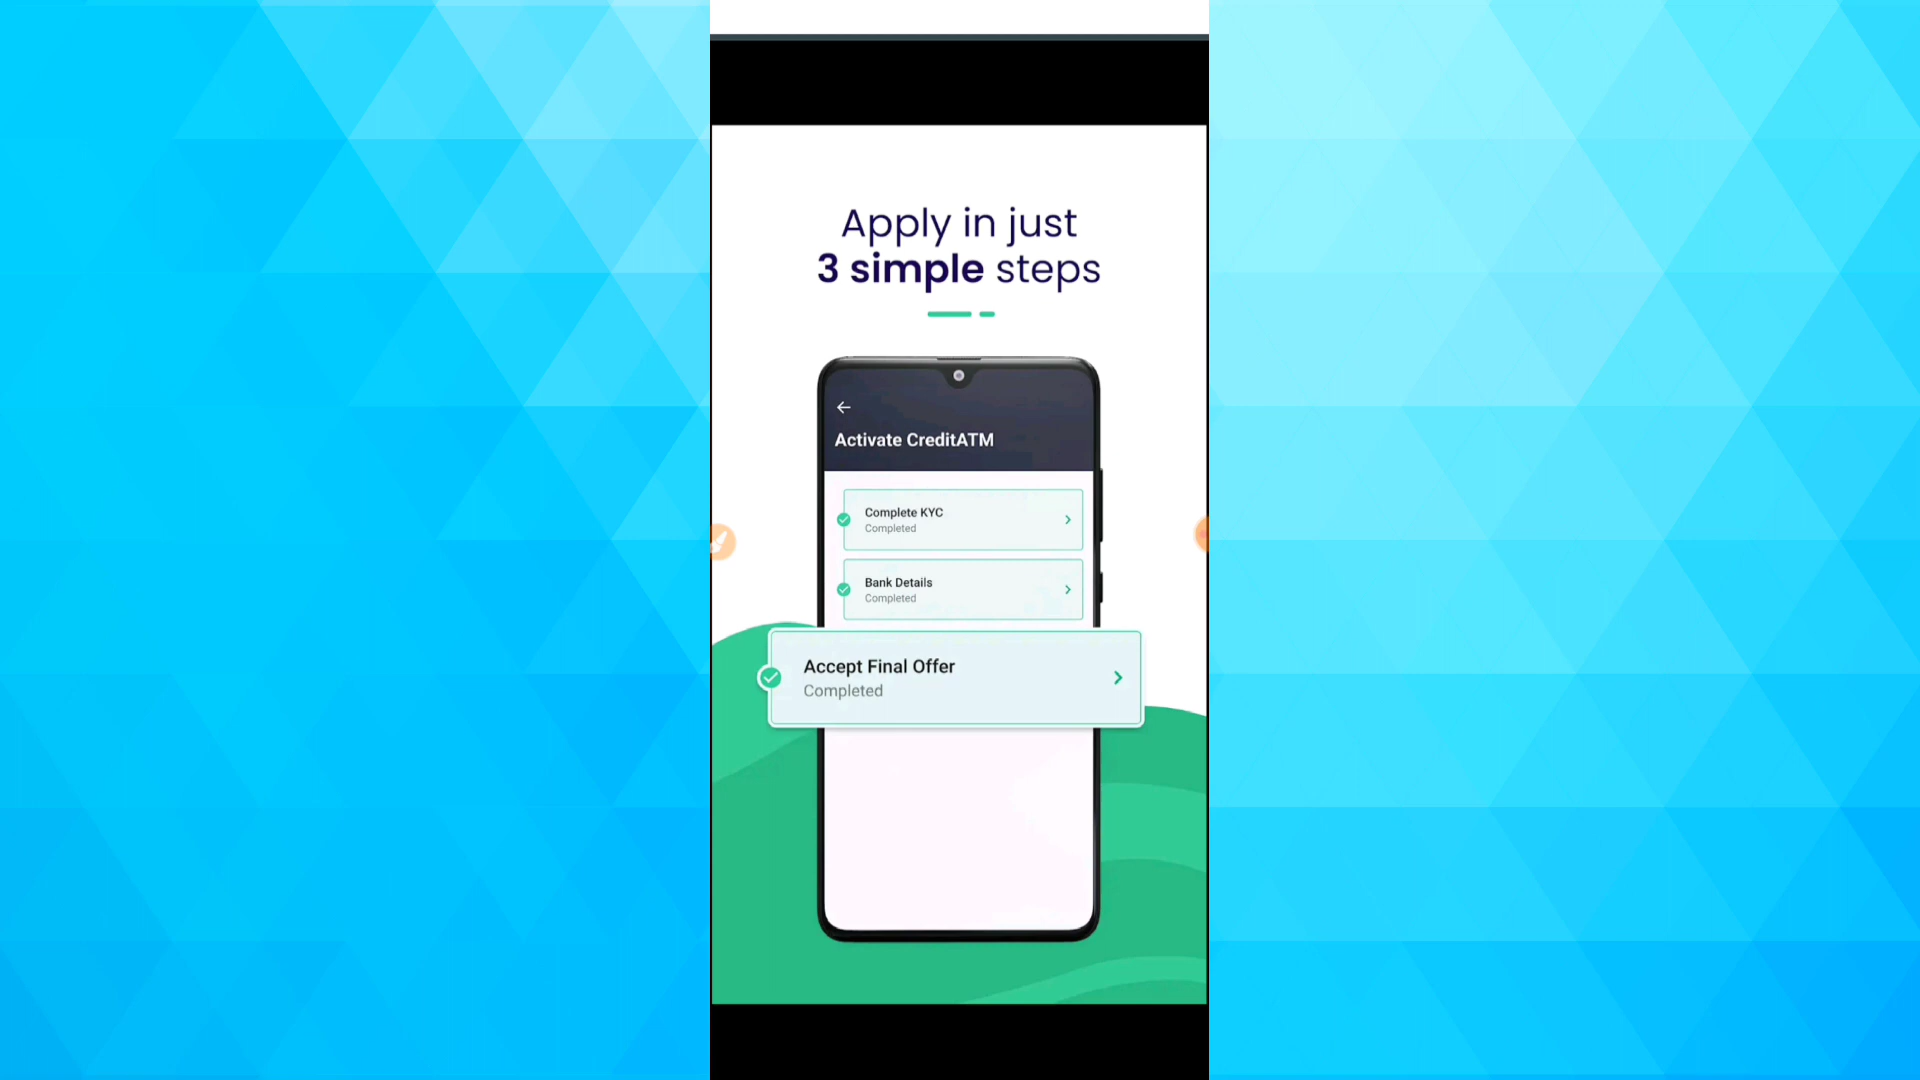 Apply in just
3 simple steps
Activate CreditATM
Complete KYC
Completed
Bank Details
Completed
Accept Final Offer
Completed